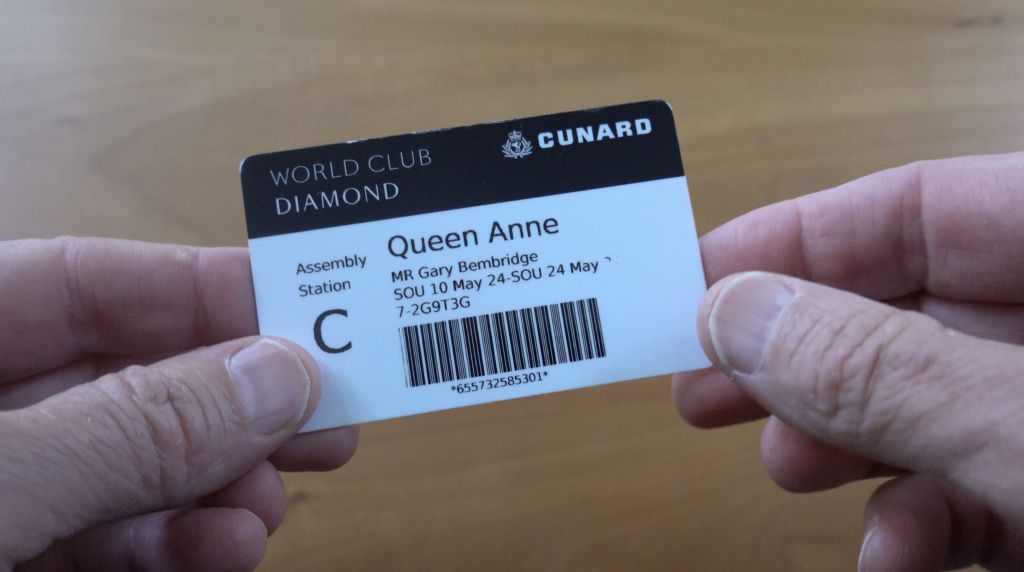 WORLD CLUB
DIAMOND
CUNARD
Queen Anne
Assembly
Station
C
MR Gary Bembridge
SOU 10 May 24-SOU 24 May
7-2G9T3G
*655732585301*